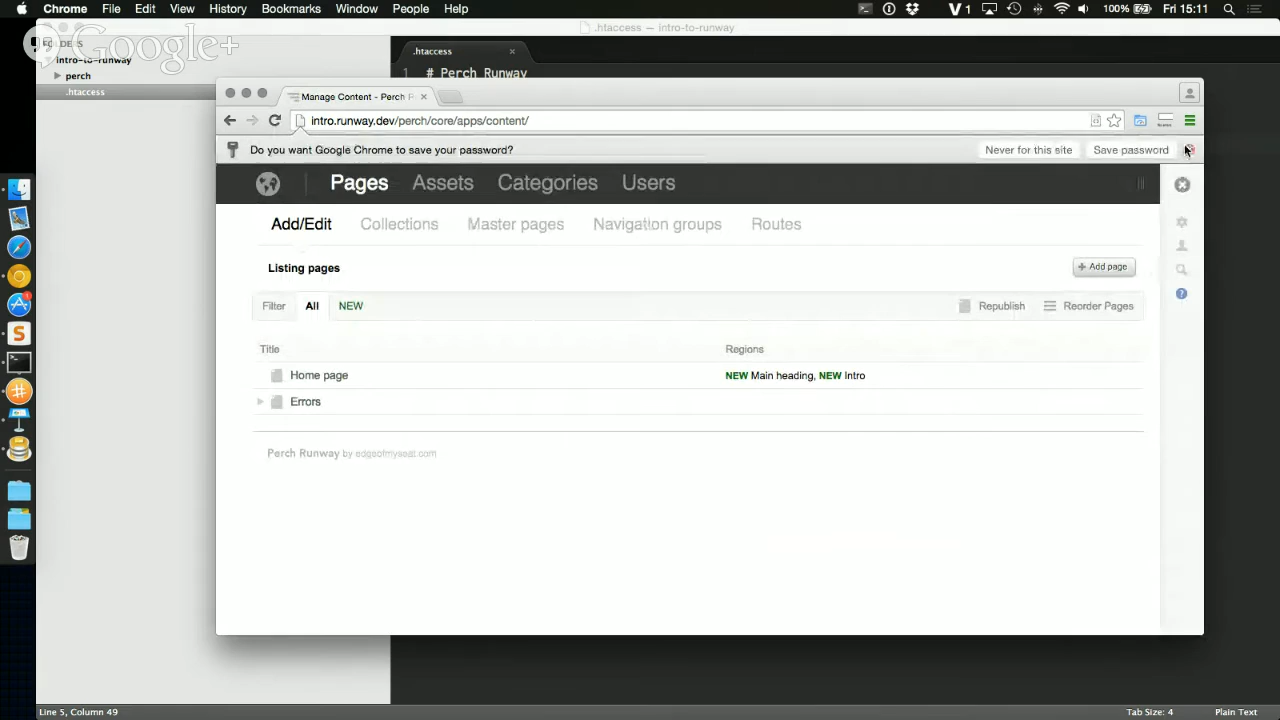 Chrome File Edit View History Bookmarks Window People Help
1 100% Fri 15:11
.htaccess — intro-to-runway
Google+
FOLDERS
intro-to-runway
perch
.htaccess
.htaccess
1 # Perch Runway
Manage Content - Perch
intro.runway.dev/perch/core/apps/content/
Do you want Google Chrome to save your password? Never for this site Save password
Pages Assets Categories Users
Add/Edit Collections Master pages Navigation groups Routes
Listing pages + Add page
Filter All NEW Republish Reorder Pages
Title Regions
Home page NEW Main heading, NEW Intro
Errors
Perch Runway by edgeofmyseat.com
Line 5, Column 49 Tab Size: 4 Plain Text